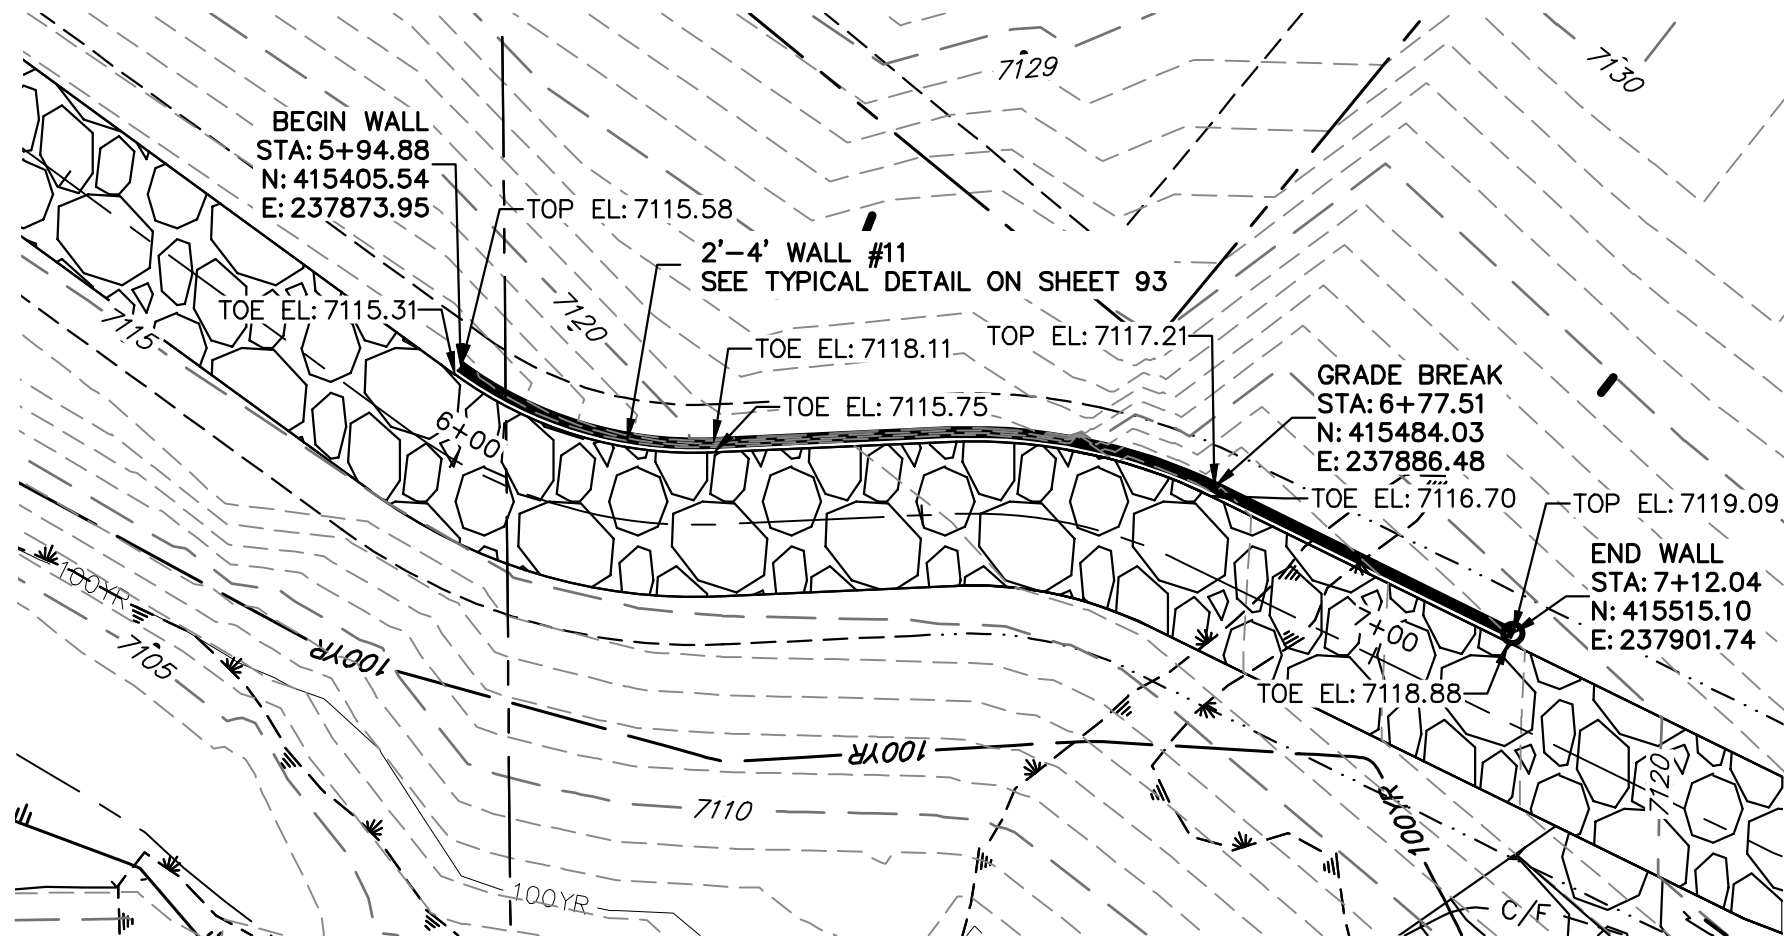 7129
7130
BEGIN WALL
STA: 5+94.88
N: 415405.54
E: 237873.95
TOP EL: 7115.58
2'-4' WALL #11
SEE TYPICAL DETAIL ON SHEET 93
TOE EL: 7115.31
7115
7120
TOE EL: 7118.11
TOP EL: 7117.21
TOE EL: 7115.75
GRADE BREAK
STA: 6+77.51
N: 415484.03
E: 237886.48
6+00
TOE EL: 7116.70
TOP EL: 7119.09
END WALL
STA: 7+12.04
N: 415515.10
E: 237901.74
100YR
7105
100YR
7+00
TOE EL: 7118.88
100YR
7110
7120
100YR
100YR
C/F